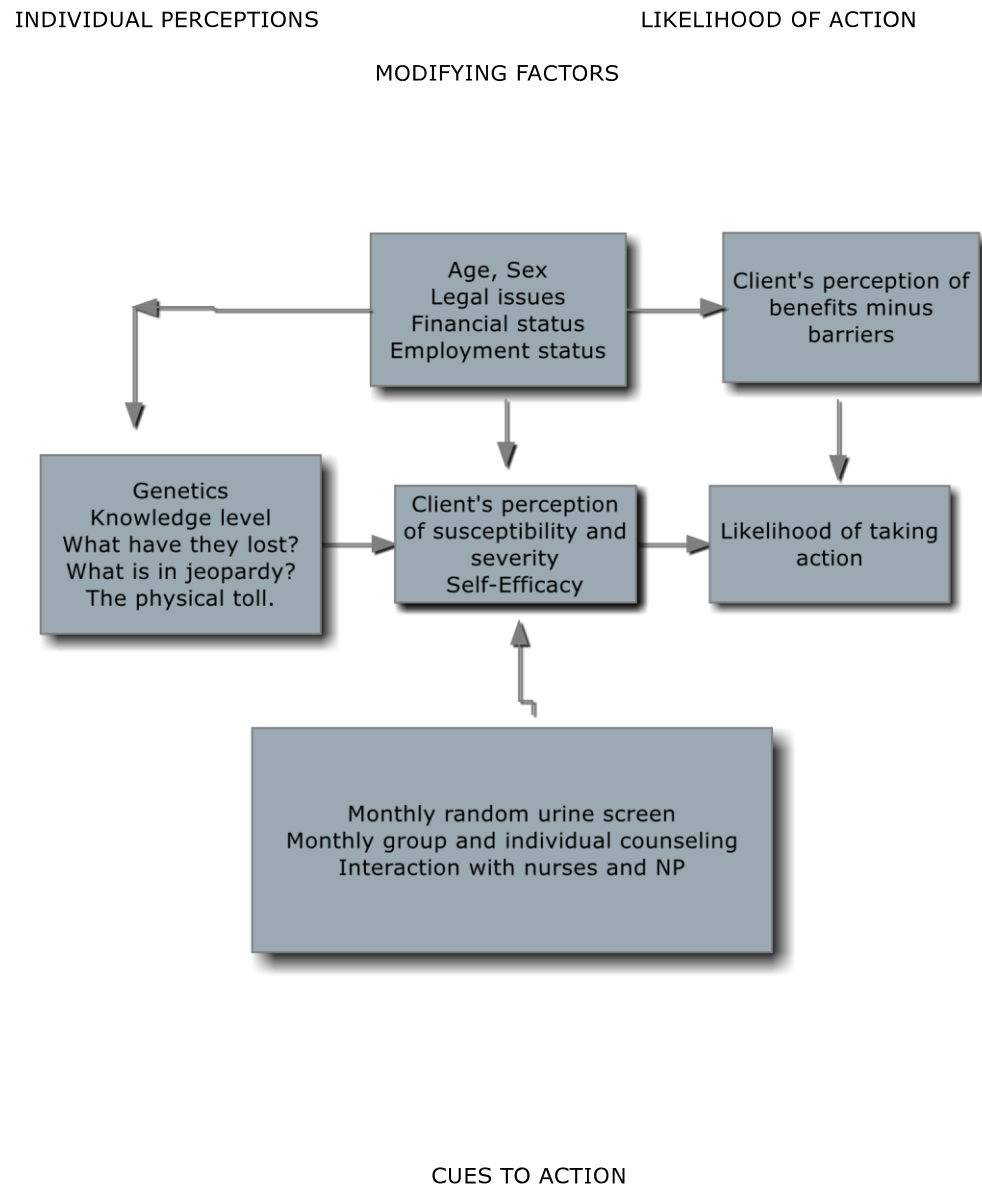 INDIVIDUAL PERCEPTIONS
LIKELIHOOD OF ACTION
MODIFYING FACTORS
Age, Sex
Legal issues
Financial status
Employment status
Client's perception of
benefits minus
barriers
Genetics
Knowledge level
What have they lost?
What is in jeopardy?
The physical toll.
Client's perception
of susceptibility and
severity
Self-Efficacy
Likelihood of taking
action
Monthly random urine screen
Monthly group and individual counseling
Interaction with nurses and NP
CUES TO ACTION